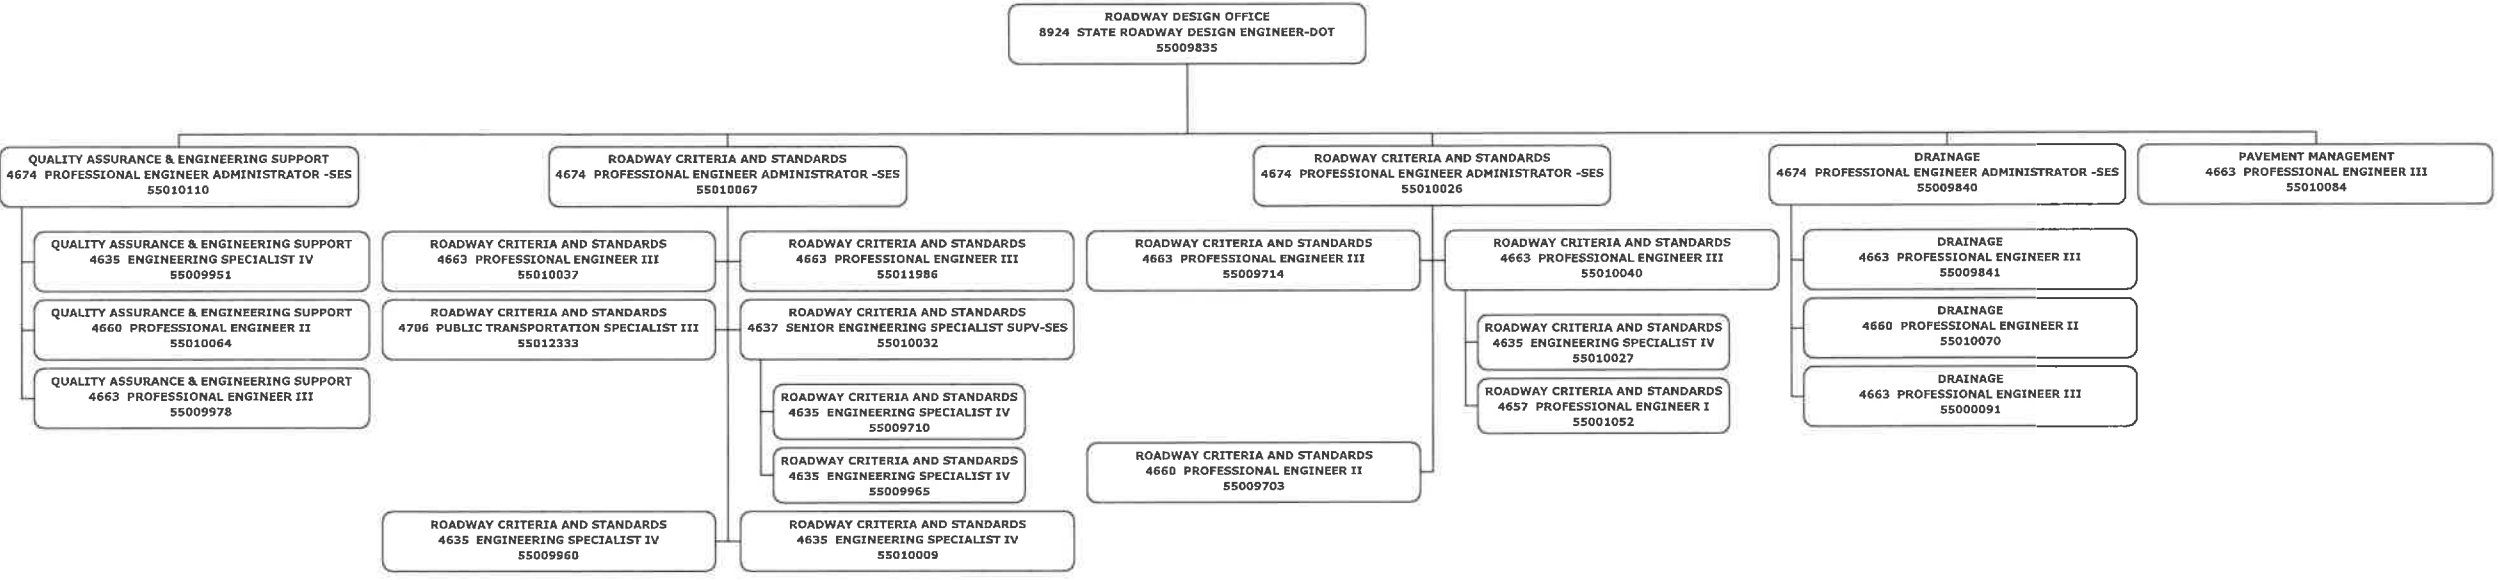 ROADWAY DESIGN OFFICE
8924 STATE ROADWAY DESIGN ENGINEER-DOT
55009835
QUALITY ASSURANCE & ENGINEERING SUPPORT
4674 PROFESSIONAL ENGINEER ADMINISTRATOR -SES
55010110
QUALITY ASSURANCE & ENGINEERING SUPPORT
4635 ENGINEERING SPECIALIST IV
55009951
QUALITY ASSURANCE & ENGINEERING SUPPORT
4660 PROFESSIONAL ENGINEER II
55010064
QUALITY ASSURANCE & ENGINEERING SUPPORT
4663 PROFESSIONAL ENGINEER III
55009978
ROADWAY CRITERIA AND STANDARDS
4674 PROFESSIONAL ENGINEER ADMINISTRATOR -SES
55010067
ROADWAY CRITERIA AND STANDARDS
4663 PROFESSIONAL ENGINEER III
55010037
ROADWAY CRITERIA AND STANDARDS
4663 PROFESSIONAL ENGINEER III
55011986
ROADWAY CRITERIA AND STANDARDS
4706 PUBLIC TRANSPORTATION SPECIALIST III
55012333
ROADWAY CRITERIA AND STANDARDS
4637 SENIOR ENGINEERING SPECIALIST SUPV-SES
55010032
ROADWAY CRITERIA AND STANDARDS
4635 ENGINEERING SPECIALIST IV
55009710
ROADWAY CRITERIA AND STANDARDS
4635 ENGINEERING SPECIALIST IV
55009965
ROADWAY CRITERIA AND STANDARDS
4635 ENGINEERING SPECIALIST IV
55009960
ROADWAY CRITERIA AND STANDARDS
4635 ENGINEERING SPECIALIST IV
55010009
ROADWAY CRITERIA AND STANDARDS
4674 PROFESSIONAL ENGINEER ADMINISTRATOR -SES
55010026
ROADWAY CRITERIA AND STANDARDS
4663 PROFESSIONAL ENGINEER III
55009714
ROADWAY CRITERIA AND STANDARDS
4663 PROFESSIONAL ENGINEER III
55010040
ROADWAY CRITERIA AND STANDARDS
4635 ENGINEERING SPECIALIST IV
55010027
ROADWAY CRITERIA AND STANDARDS
4657 PROFESSIONAL ENGINEER I
55001052
ROADWAY CRITERIA AND STANDARDS
4660 PROFESSIONAL ENGINEER II
55009703
DRAINAGE
4674 PROFESSIONAL ENGINEER ADMINISTRATOR -SES
55009840
DRAINAGE
4663 PROFESSIONAL ENGINEER III
55009841
DRAINAGE
4660 PROFESSIONAL ENGINEER II
55010070
DRAINAGE
4663 PROFESSIONAL ENGINEER III
55000091
PAVEMENT MANAGEMENT
4663 PROFESSIONAL ENGINEER III
55010084